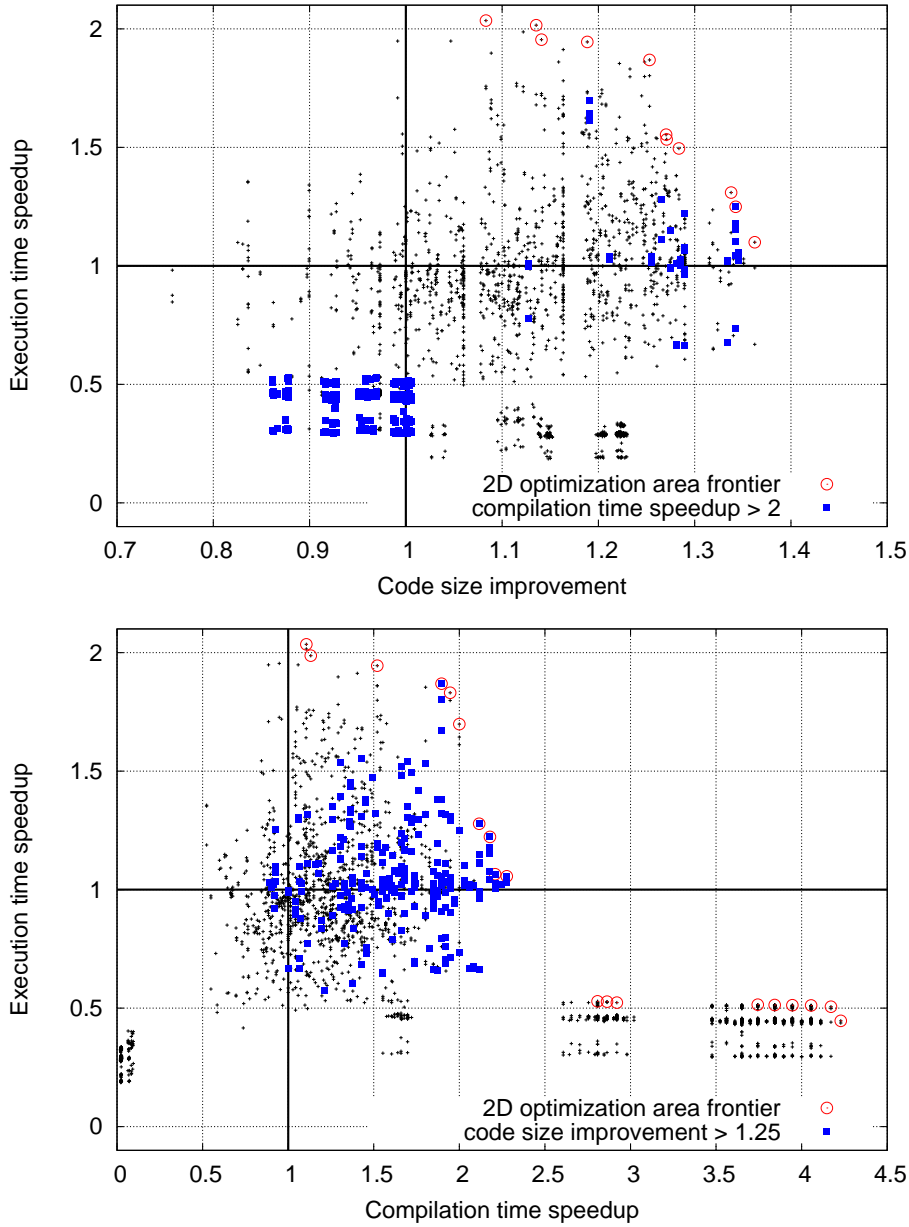 2
1.5
1
0.5
0
Execution time speedup
2D optimization area frontier
compilation time speedup > 2
0.7 0.8 0.9 1 1.1 1.2 1.3 1.4 1.5
Code size improvement
2
1.5
1
0.5
0
Execution time speedup
2D optimization area frontier
code size improvement > 1.25
0 0.5 1 1.5 2 2.5 3 3.5 4 4.5
Compilation time speedup